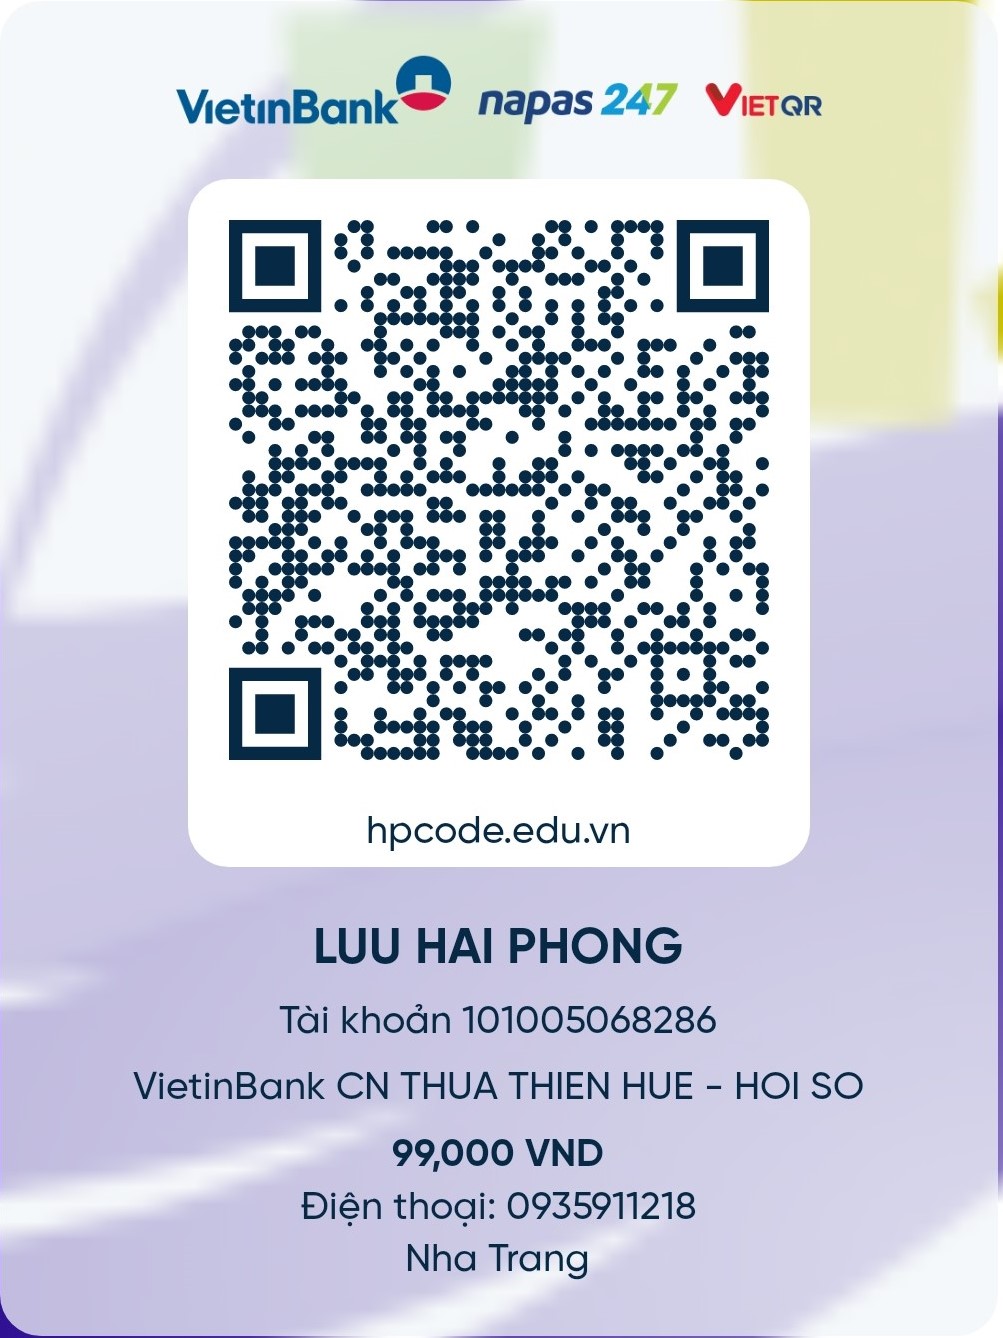 VietinBank napas 247 VIETQR
hpcode.edu.vn
LUU HAI PHONG
Tài khoản 101005068286
VietinBank CN THUA THIEN HUE - HOI SO
99,000 VND
Điện thoại: 0935911218
Nha Trang